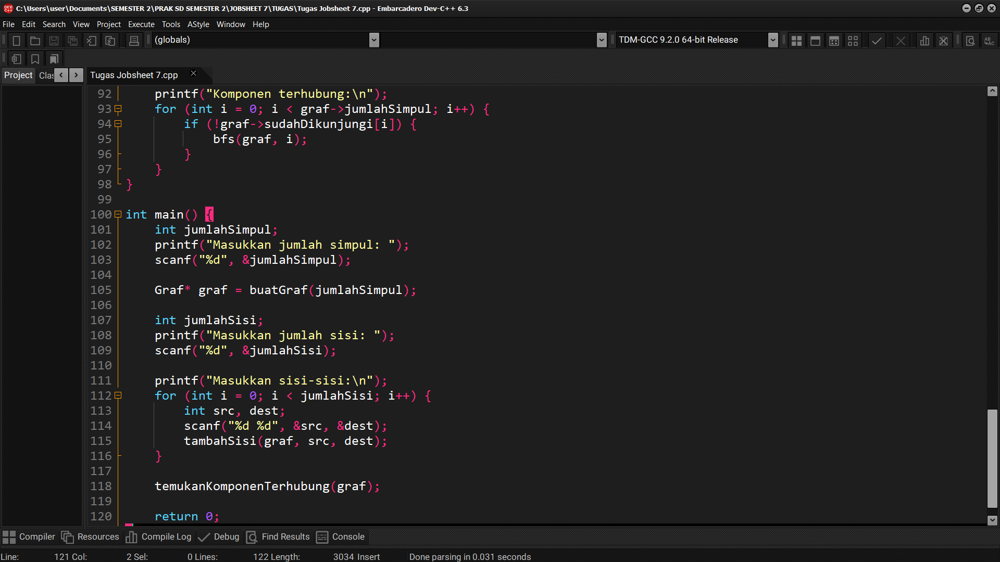 C:\Users\user\Documents\SEMESTER 2\PRAK SD SEMESTER 2\JOBSHEET 7\TUGAS\Tugas Jobsheet 7.cpp - Embarcadero Dev-C++ 6.3
File Edit Search View Project Execute Tools AStyle Window Help
(globals) TDM-GCC 9.2.0 64-bit Release
Project Clas Tugas Jobsheet 7.cpp
92     printf("Komponen terhubung:\n");
93     for (int i = 0; i < graf->jumlahSimpul; i++) {
94         if (!graf->sudahDikunjungi[i]) {
95             bfs(graf, i);
96         }
97     }
98 }
99
100 int main() {
101     int jumlahSimpul;
102     printf("Masukkan jumlah simpul: ");
103     scanf("%d", &jumlahSimpul);
104
105     Graf* graf = buatGraf(jumlahSimpul);
106
107     int jumlahSisi;
108     printf("Masukkan jumlah sisi: ");
109     scanf("%d", &jumlahSisi);
110
111     printf("Masukkan sisi-sisi:\n");
112     for (int i = 0; i < jumlahSisi; i++) {
113         int src, dest;
114         scanf("%d %d", &src, &dest);
115         tambahSisi(graf, src, dest);
116     }
117
118     temukanKomponenTerhubung(graf);
119
120     return 0;
Compiler Resources Compile Log Debug Find Results Console
Line: 121 Col: 2 Sel: 0 Lines: 122 Length: 3034 Insert Done parsing in 0.031 seconds